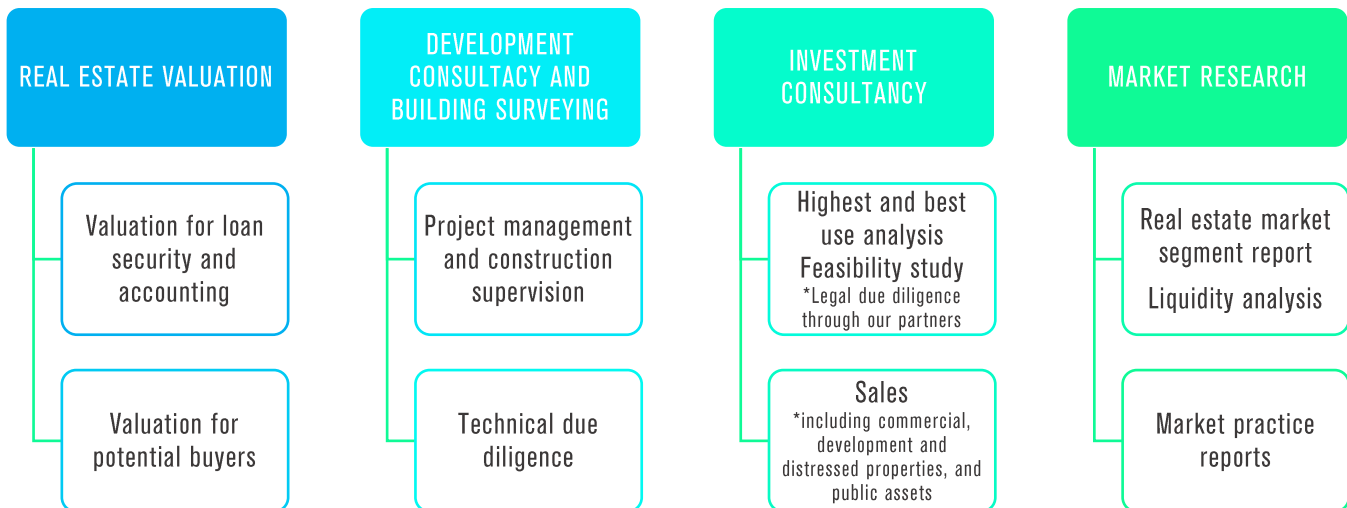 REAL ESTATE VALUATION
Valuation for loan
security and
accounting
Valuation for
potential buyers
DEVELOPMENT
CONSULTACY AND
BUILDING SURVEYING
Project management
and construction
supervision
Technical due
diligence
INVESTMENT
CONSULTANCY
Highest and best
use analysis
Feasibility study
*Legal due diligence
through our partners
Sales
*including commercial,
development and
distressed properties, and
public assets
MARKET RESEARCH
Real estate market
segment report
Liquidity analysis
Market practice
reports